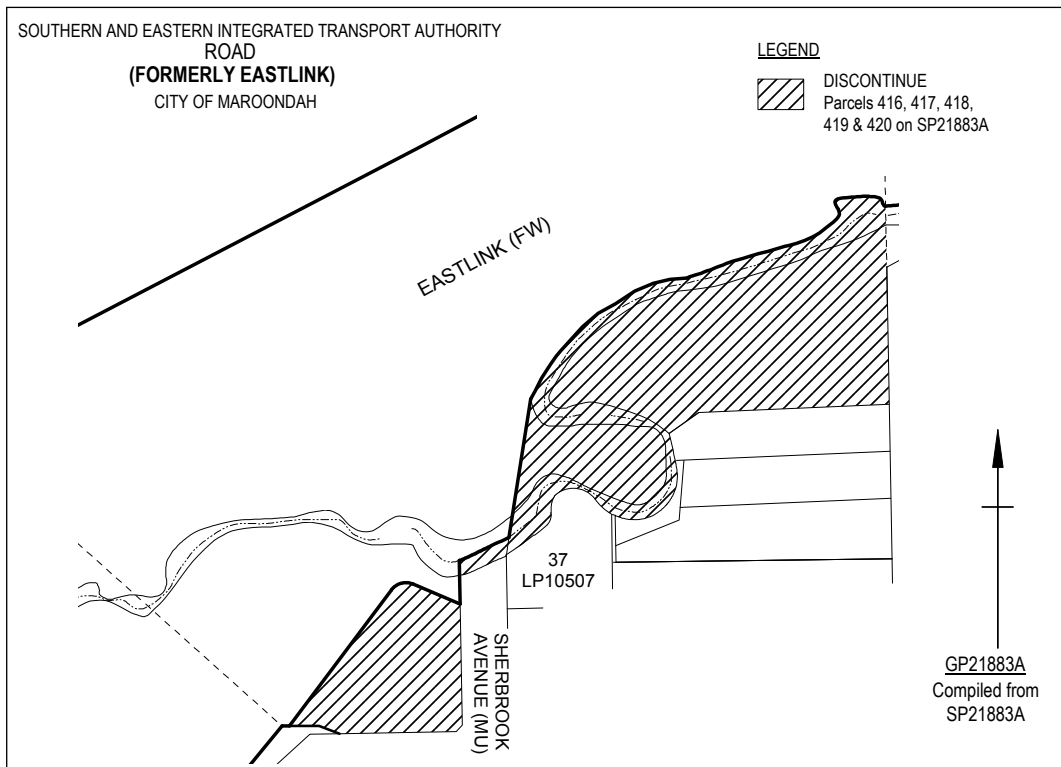 SOUTHERN AND EASTERN INTEGRATED TRANSPORT AUTHORITY
ROAD
(FORMERLY EASTLINK)
CITY OF MAROONDAH
LEGEND
DISCONTINUE
Parcels 416, 417, 418,
419 & 420 on SP21883A
EASTLINK (FW)
37
LP10507
SHERBROOK
AVENUE (MU)
GP21883A
Compiled from
SP21883A